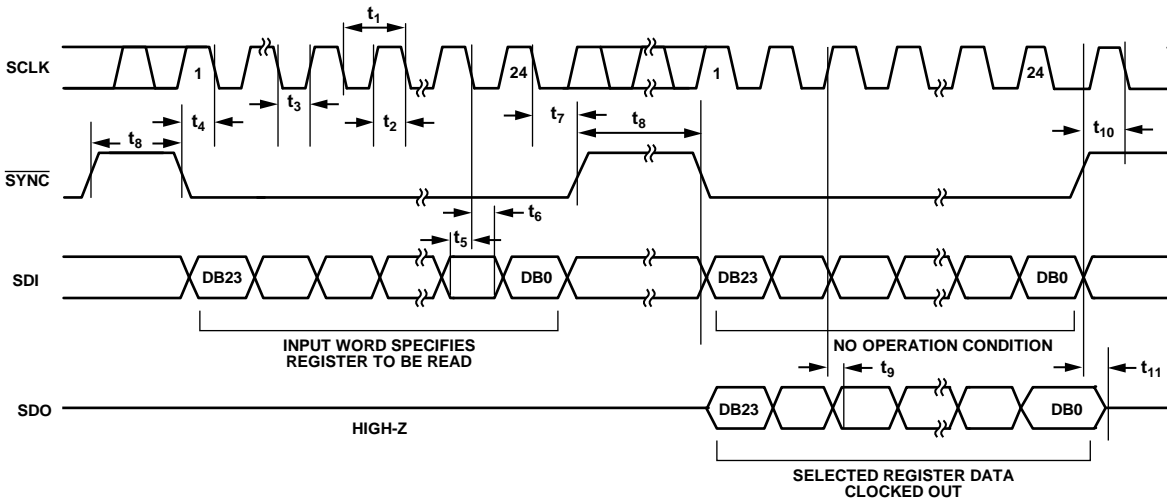 t1
SCLK
1
24
1
24
t3
t2
t4
t7
t8
t8
t10
SYNC
t6
t5
SDI
DB23
DB0
DB23
DB0
INPUT WORD SPECIFIES
REGISTER TO BE READ
NO OPERATION CONDITION
t9
t11
SDO
DB23
DB0
HIGH-Z
SELECTED REGISTER DATA
CLOCKED OUT